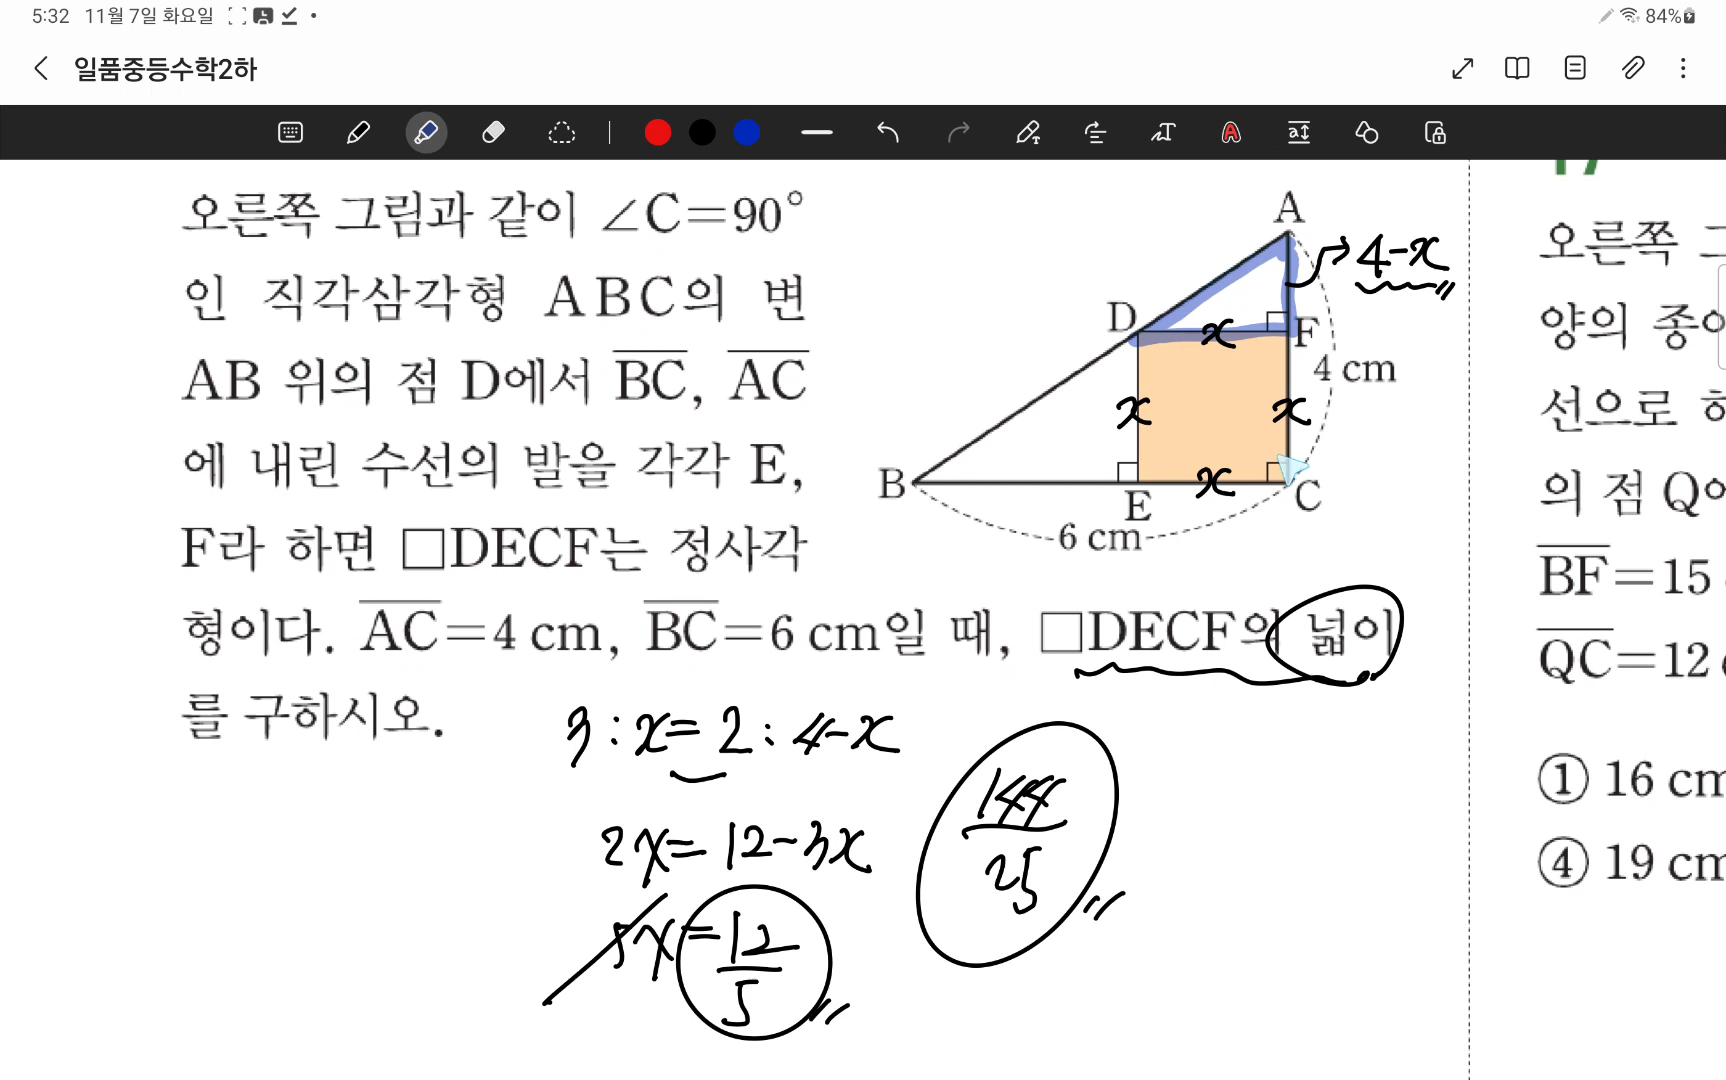 5:32 11월 7일 화요일
84%
일품중등수학2하
오른쪽 그림과 같이 ∠C=90°
인 직각삼각형 ABC의 변
AB 위의 점 D에서 BC, AC
에 내린 수선의 발을 각각 E,
F라 하면 □DECF는 정사각
형이다. AC=4 cm, BC=6 cm일 때, □DECF의 넓이
를 구하시오.
A
4-x
D
x
F
4 cm
x
x
B
E
x
C
6 cm
3 : x = 2 : 4-x
2x = 12-3x
5x = 12/5
144/25
오른쪽
양의
선으로
의 점
BF=15
QC=12
① 16
④ 19